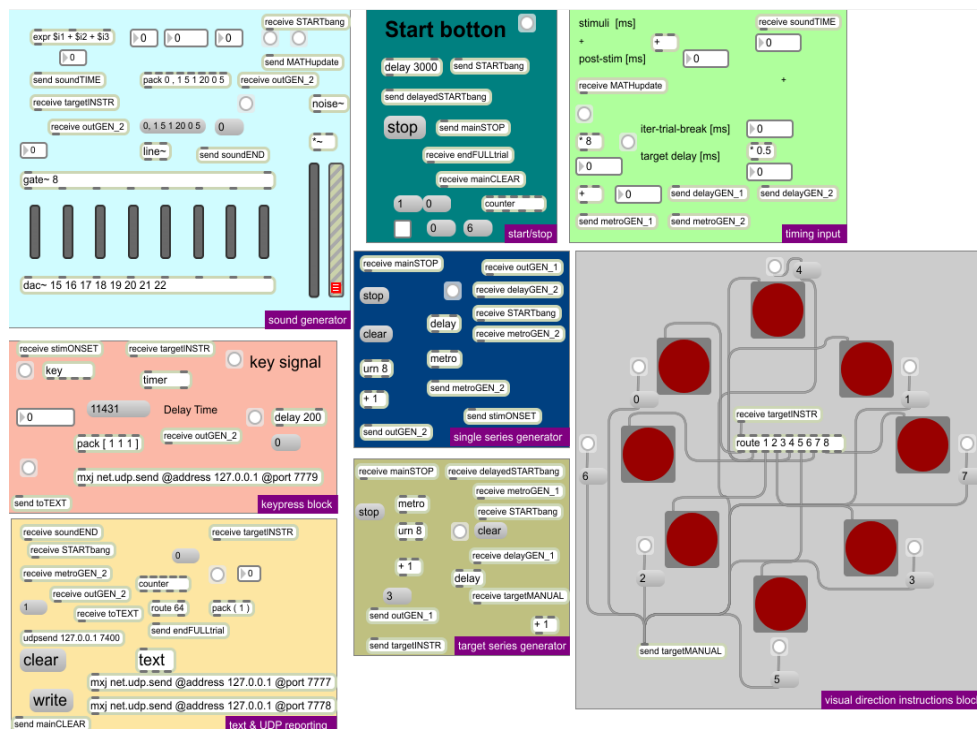 receive STARTbang
expr $i1 + $i2 + $i3
0
0
0
0
send MATHupdate
send soundTIME
pack 0 , 1 5 1 20 0 5
receive outGEN_2
receive targetINSTR
noise~
receive outGEN_2
0, 1 5 1 20 0 5
0
*~
0
line~
send soundEND
gate~ 8
dac~ 15 16 17 18 19 20 21 22
sound generator
Start botton
delay 3000
send STARTbang
send delayedSTARTbang
stop
send mainSTOP
receive endFULLtrial
receive mainCLEAR
1
0
counter
0
6
start/stop
stimuli [ms]
receive soundTIME
+
+
0
post-stim [ms]
0
+
receive MATHupdate
iter-trial-break [ms]
0
* 8
* 0.5
target delay [ms]
0
0
+
0
send delayGEN_1
send delayGEN_2
send metroGEN_1
send metroGEN_2
timing input
receive mainSTOP
receive outGEN_1
stop
receive delayGEN_2
receive STARTbang
delay
clear
receive metroGEN_2
metro
urn 8
send metroGEN_2
+ 1
send stimONSET
send outGEN_2
single series generator
receive stimONSET
receive targetINSTR
key signal
key
timer
0
11431
Delay Time
delay 200
pack [ 1 1 1 ]
receive outGEN_2
0
mxj net.udp.send @address 127.0.0.1 @port 7779
send toTEXT
keypress block
receive mainSTOP
receive delayedSTARTbang
receive metroGEN_1
metro
stop
receive STARTbang
urn 8
clear
receive delayGEN_1
+ 1
delay
3
receive targetMANUAL
send outGEN_1
+ 1
send targetINSTR
target series generator
receive soundEND
receive targetINSTR
receive STARTbang
0
receive metroGEN_2
0
counter
receive outGEN_2
1
receive toTEXT
route 64
pack ( 1 )
udpsend 127.0.0.1 7400
send endFULLtrial
clear
text
mxj net.udp.send @address 127.0.0.1 @port 7777
write
mxj net.udp.send @address 127.0.0.1 @port 7778
send mainCLEAR
text & UDP reporting
4
0
1
receive targetINSTR
route 1 2 3 4 5 6 7 8
6
7
2
3
send targetMANUAL
5
visual direction instructions block